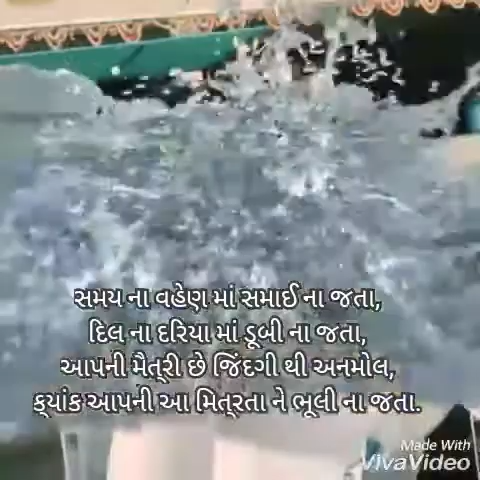 સમય ના વહેણ માં સમાઈ ના જતા,
દિલ ના દરિયા માં ડૂબી ના જતા,
આપની મૈત્રી છે જિંદગી થી અનમોલ,
ક્યાંક આપની આ મિત્રતા ને ભૂલી ના જતા.
Made With
VivaVideo